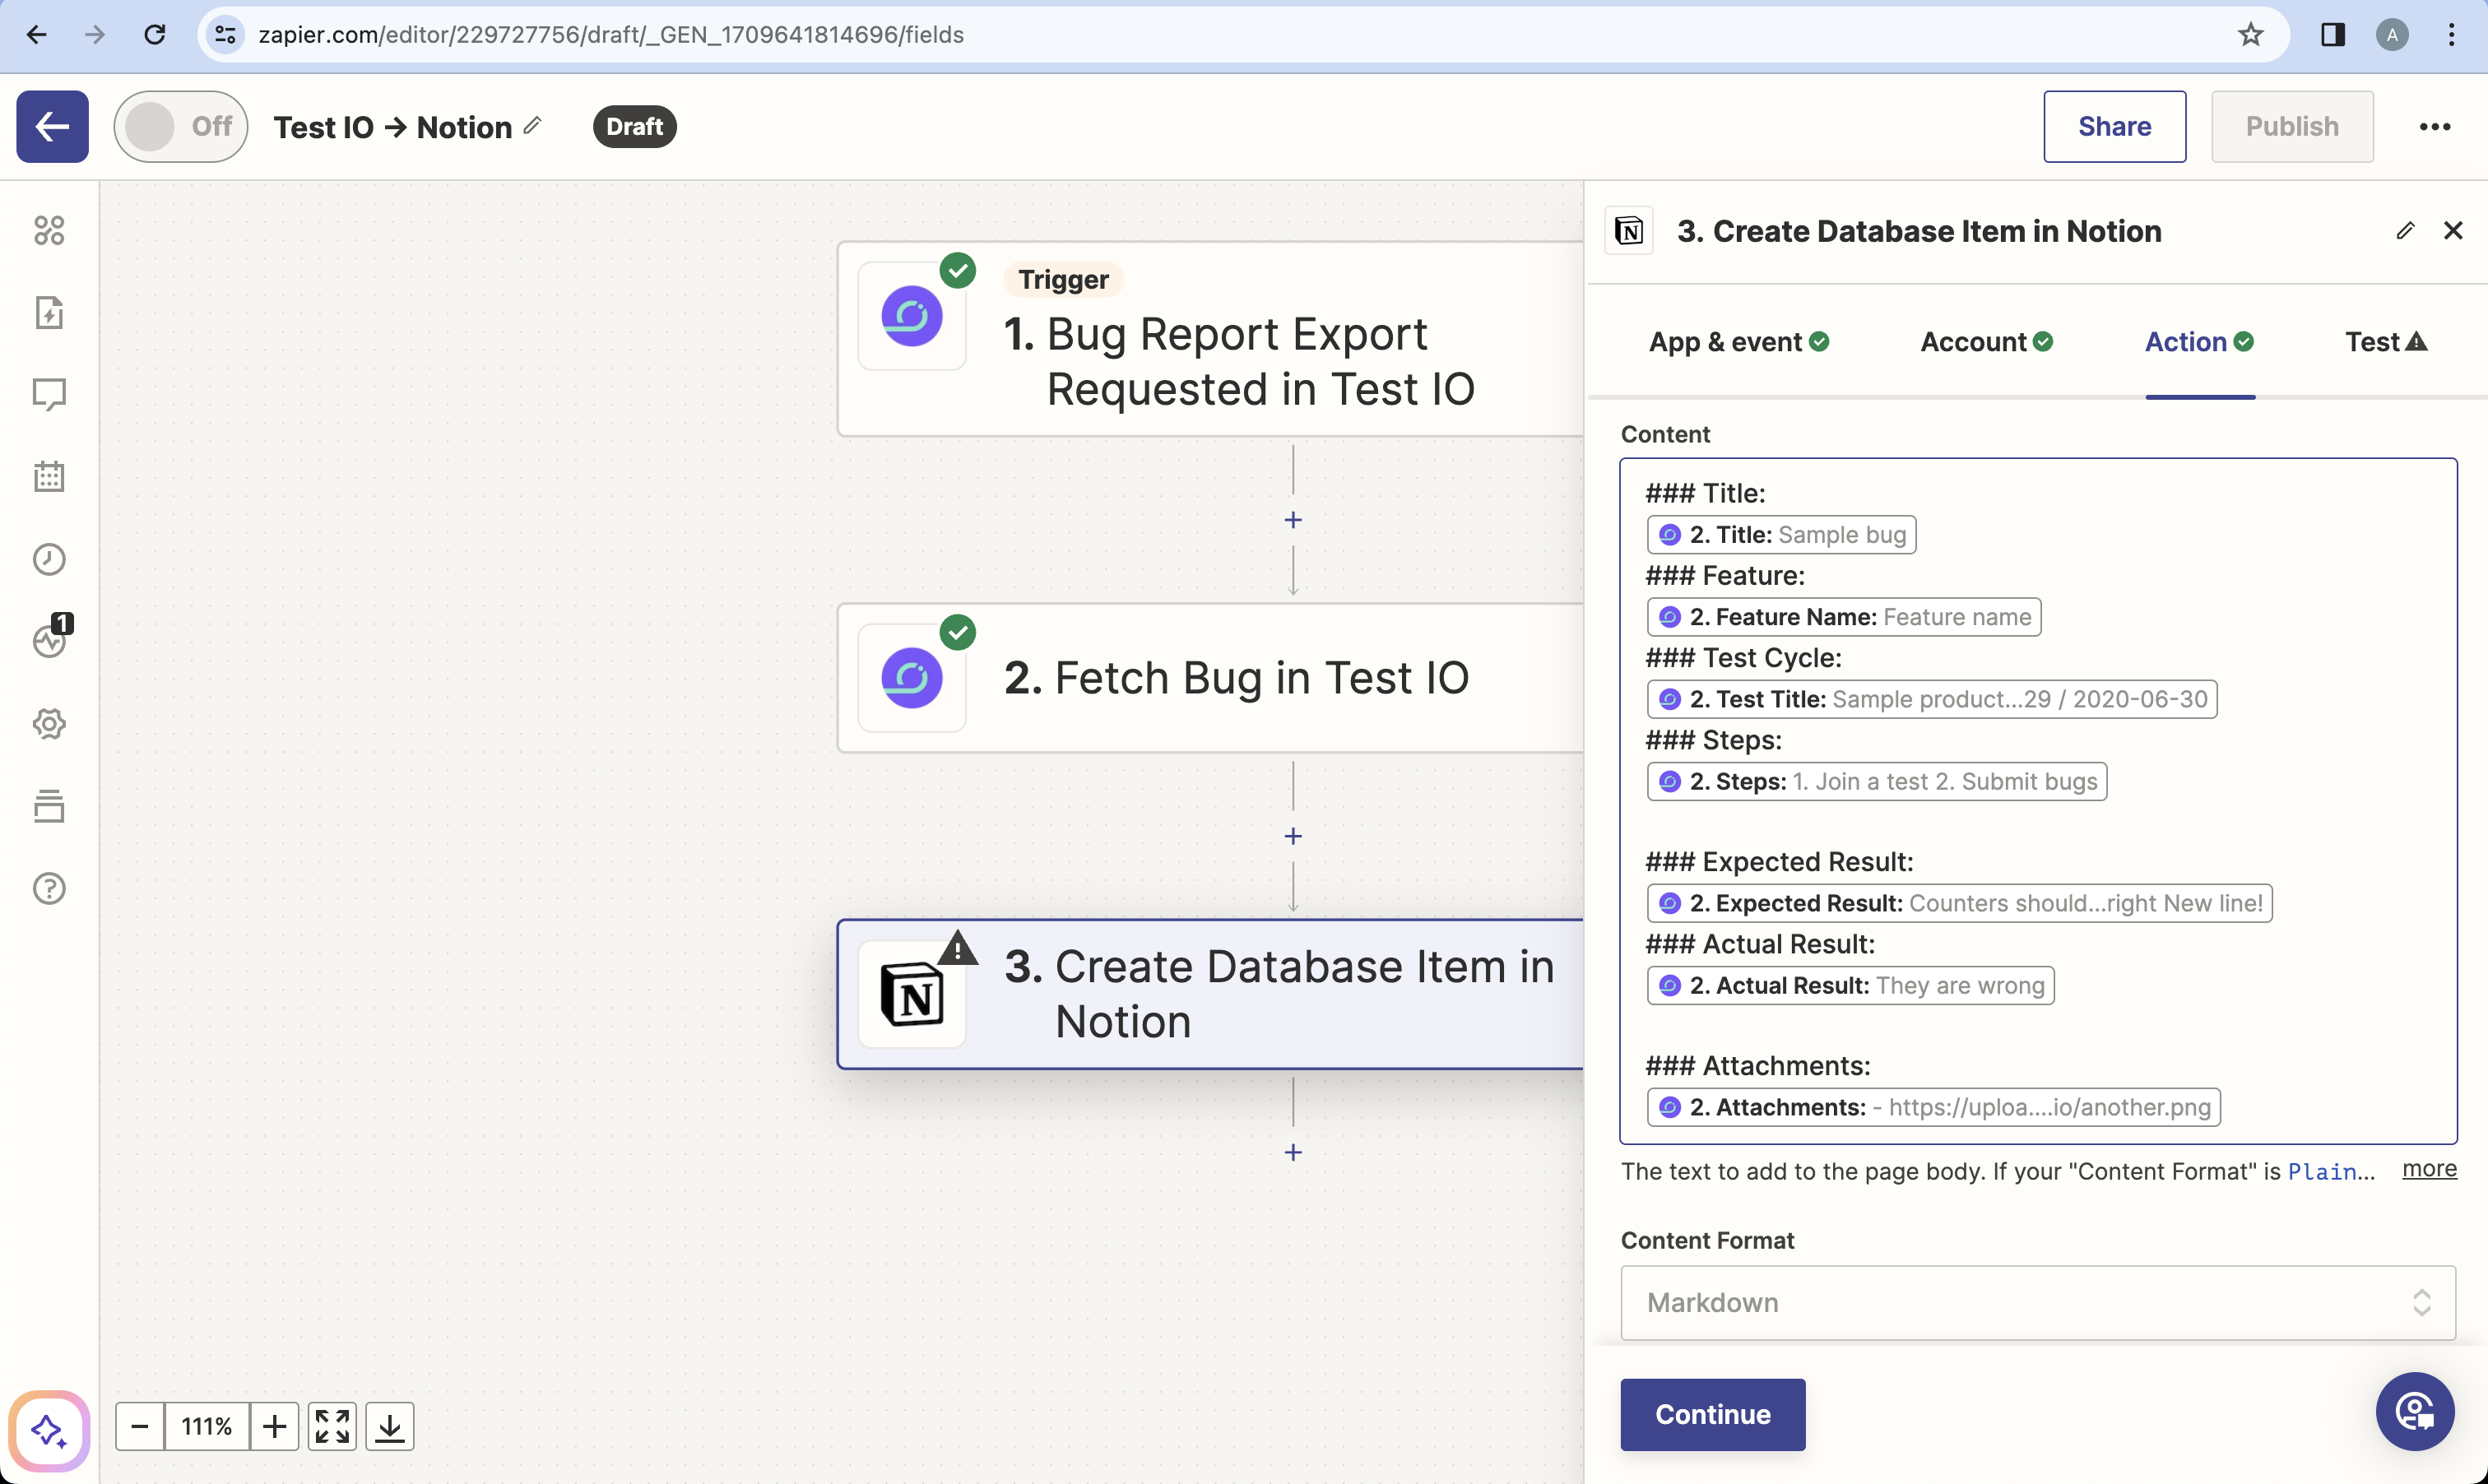 zapier.com/editor/229727756/draft/_GEN_1709641814696/fields
A
Off
Test IO → Notion
Draft
Share
Publish
Trigger
1. Bug Report Export
Requested in Test IO
2. Fetch Bug in Test IO
3. Create Database Item in
Notion
1
111%
3. Create Database Item in Notion
App & event
Account
Action
Test
Content
### Title:
2. Title: Sample bug
### Feature:
2. Feature Name: Feature name
### Test Cycle:
2. Test Title: Sample product...29 / 2020-06-30
### Steps:
2. Steps: 1. Join a test 2. Submit bugs
### Expected Result:
2. Expected Result: Counters should...right New line!
### Actual Result:
2. Actual Result: They are wrong
### Attachments:
2. Attachments: - https://uploa....io/another.png
The text to add to the page body. If your "Content Format" is Plain... more
Content Format
Markdown
Continue